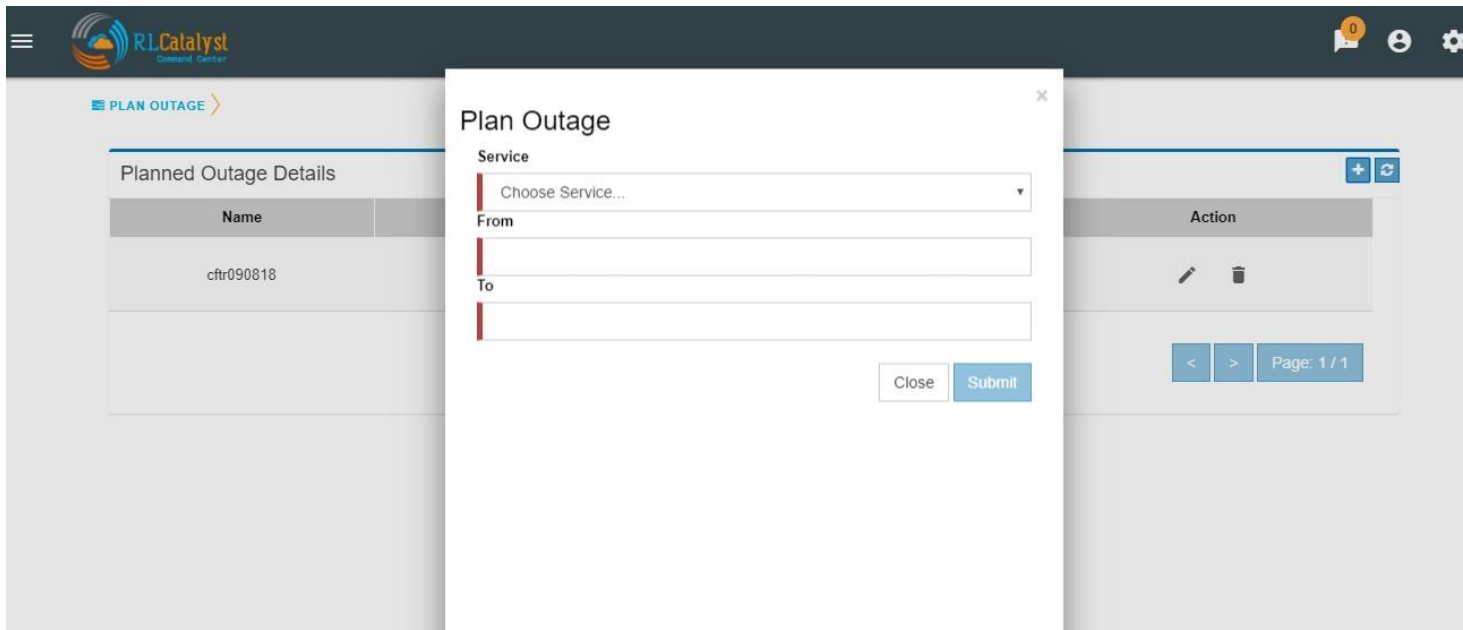 0
RLCatalyst
Command Center
PLAN OUTAGE
×
Plan Outage
Service
Choose Service...
From
To
Close Submit
Planned Outage Details
Name Action
cftr090818
< > Page: 1 / 1